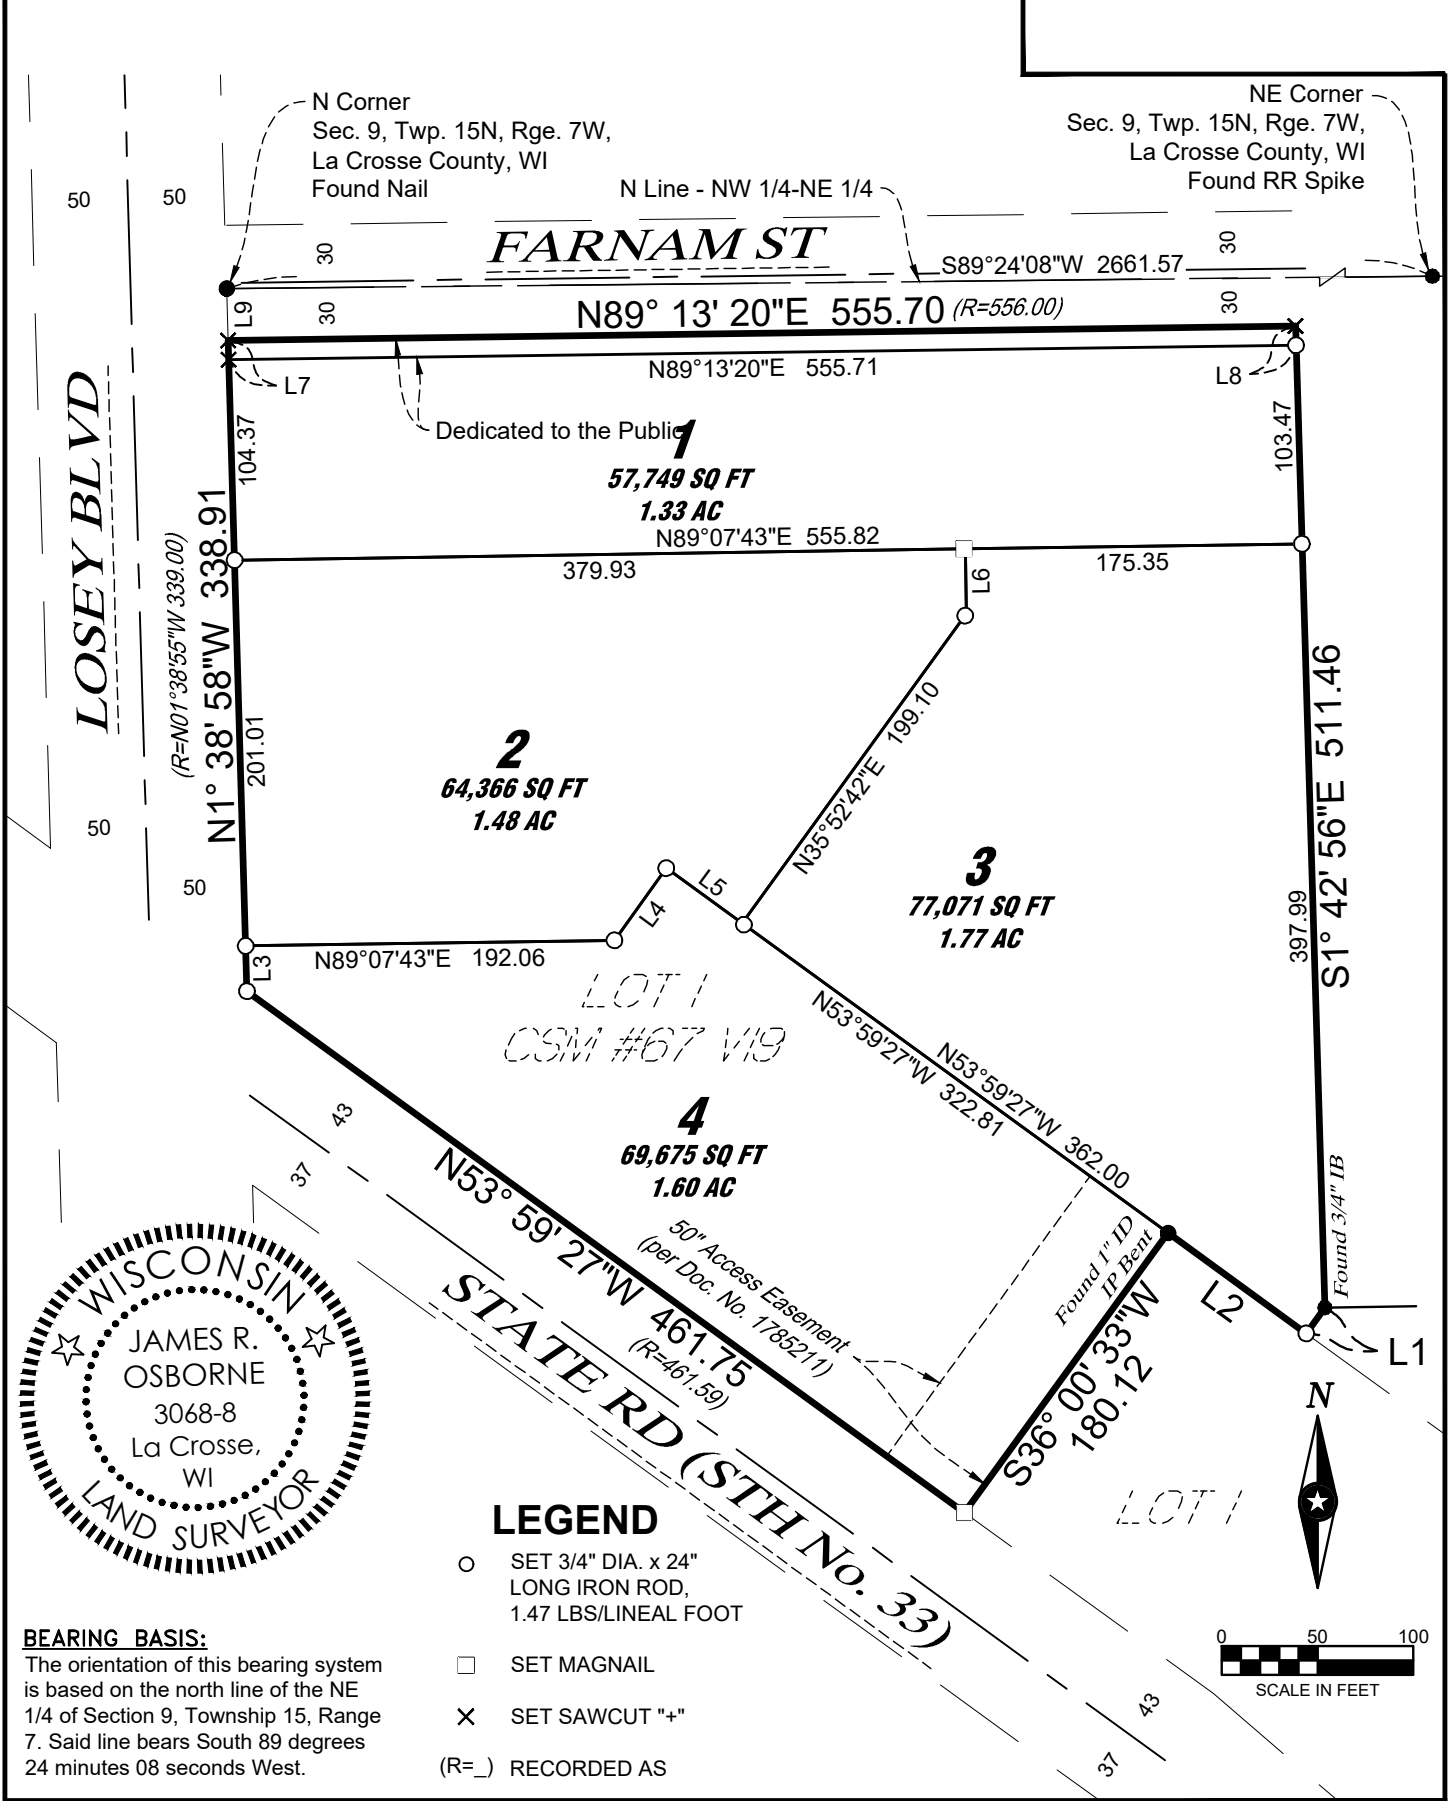 N Corner
Sec. 9, Twp. 15N, Rge. 7W,
La Crosse County, WI
Found Nail
NE Corner
Sec. 9, Twp. 15N, Rge. 7W,
La Crosse County, WI
Found RR Spike
N Line - NW 1/4-NE 1/4
50
50
30
30
FARNAM ST
S89°24'08"W 2661.57
L9
30
30
N89° 13' 20"E 555.70 (R=556.00)
N89°13'20"E 555.71
L7
L8
Dedicated to the Public
104.37
103.47
1
57,749 SQ FT
1.33 AC
N89°07'43"E 555.82
379.93
175.35
L6
LOSEY BLVD
(R=N01°38'55"W 339.00)
N1° 38' 58"W 338.91
201.01
199.10
N35°52'42"E
S1° 42' 56"E 511.46
397.99
2
64,366 SQ FT
1.48 AC
50
50
3
77,071 SQ FT
1.77 AC
L5
L4
L3
N89°07'43"E 192.06
LOT 1
CSM #67 V19
N53°59'27"W 322.81
N53°59'27"W 362.00
4
69,675 SQ FT
1.60 AC
43
37
N53° 59' 27"W 461.75
(R=461.59)
50" Access Easement
(per Doc. No. 1785211)
Found 1" ID
IP Bent
Found 3/4" IB
L2
L1
S36° 00' 33"W
180.12
STATE RD (STH No. 33)
LOT 1
N
WISCONSIN
JAMES R.
OSBORNE
3068-8
La Crosse,
WI
LAND SURVEYOR
LEGEND
SET 3/4" DIA. x 24"
LONG IRON ROD,
1.47 LBS/LINEAL FOOT
SET MAGNAIL
SET SAWCUT "+"
(R=_) RECORDED AS
BEARING BASIS:
The orientation of this bearing system
is based on the north line of the NE
1/4 of Section 9, Township 15, Range
7. Said line bears South 89 degrees
24 minutes 08 seconds West.
43
37
0 50 100
SCALE IN FEET